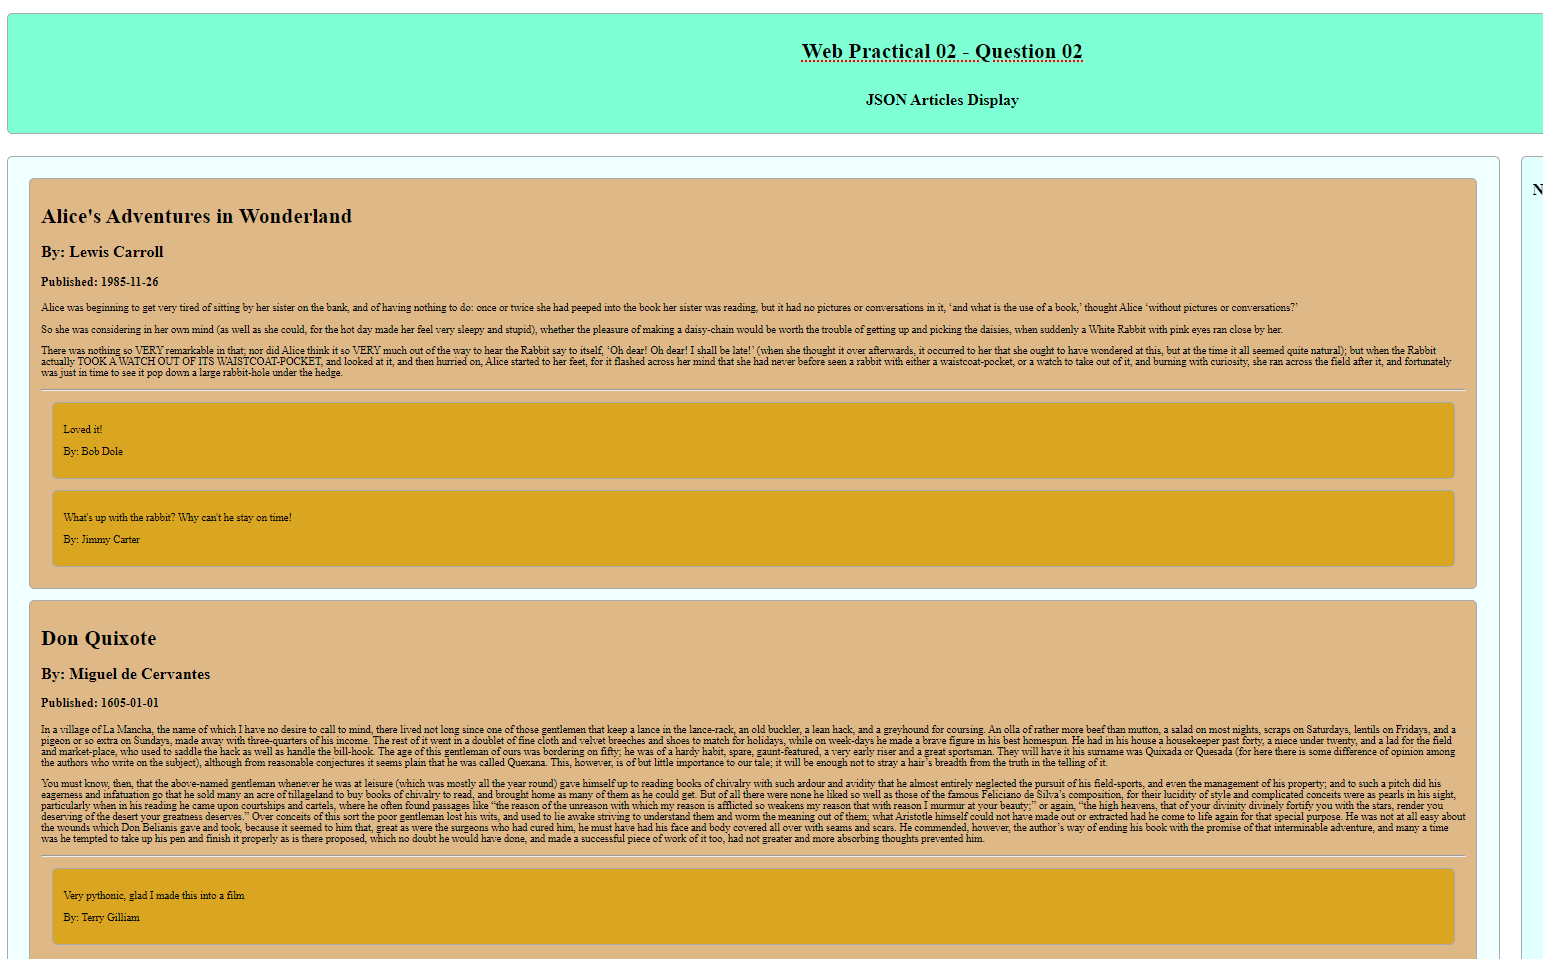 Web Practical 02 - Question 02
JSON Articles Display
Alice's Adventures in Wonderland
By: Lewis Carroll
Published: 1985-11-26
Alice was beginning to get very tired of sitting by her sister on the bank, and of having nothing to do: once or twice she had peeped into the book her sister was reading, but it had no pictures or conversations in it, ‘and what is the use of a book,’ thought Alice ‘without pictures or conversations?’
So she was considering in her own mind (as well as she could, for the hot day made her feel very sleepy and stupid), whether the pleasure of making a daisy-chain would be worth the trouble of getting up and picking the daisies, when suddenly a White Rabbit with pink eyes ran close by her.
There was nothing so VERY remarkable in that; nor did Alice think it so VERY much out of the way to hear the Rabbit say to itself, ‘Oh dear! Oh dear! I shall be late!’ (when she thought it over afterwards, it occurred to her that she ought to have wondered at this, but at the time it all seemed quite natural); but when the Rabbit
actually TOOK A WATCH OUT OF ITS WAISTCOAT-POCKET, and looked at it, and then hurried on, Alice started to her feet, for it flashed across her mind that she had never before seen a rabbit with either a waistcoat-pocket, or a watch to take out of it, and burning with curiosity, she ran across the field after it, and fortunately
was just in time to see it pop down a large rabbit-hole under the hedge.
Loved it!
By: Bob Dole
What's up with the rabbit? Why can't he stay on time!
By: Jimmy Carter
Don Quixote
By: Miguel de Cervantes
Published: 1605-01-01
In a village of La Mancha, the name of which I have no desire to call to mind, there lived not long since one of those gentlemen that keep a lance in the lance-rack, an old buckler, a lean hack, and a greyhound for coursing. An olla of rather more beef than mutton, a salad on most nights, scraps on Saturdays, lentils on Fridays, and a
pigeon or so extra on Sundays, made away with three-quarters of his income. The rest of it went in a doublet of fine cloth and velvet breeches and shoes to match for holidays, while on week-days he made a brave figure in his best homespun. He had in his house a housekeeper past forty, a niece under twenty, and a lad for the field
and market-place, who used to saddle the hack as well as handle the bill-hook. The age of this gentleman of ours was bordering on fifty; he was of a hardy habit, spare, gaunt-featured, a very early riser and a great sportsman. They will have it his surname was Quixada or Quesada (for here there is some difference of opinion among
the authors who write on the subject), although from reasonable conjectures it seems plain that he was called Quexana. This, however, is of but little importance to our tale; it will be enough not to stray a hair’s breadth from the truth in the telling of it.
You must know, then, that the above-named gentleman whenever he was at leisure (which was mostly all the year round) gave himself up to reading books of chivalry with such ardour and avidity that he almost entirely neglected the pursuit of his field-sports, and even the management of his property; and to such a pitch did his
eagerness and infatuation go that he sold many an acre of tillageland to buy books of chivalry to read, and brought home as many of them as he could get. But of all there were none he liked so well as those of the famous Feliciano de Silva’s composition, for their lucidity of style and complicated conceits were as pearls in his sight,
particularly when in his reading he came upon courtships and cartels, where he often found passages like “the reason of the unreason with which my reason is afflicted so weakens my reason that with reason I murmur at your beauty;” or again, “the high heavens, that of your divinity divinely fortify you with the stars, render you
deserving of the desert your greatness deserves.” Over conceits of this sort the poor gentleman lost his wits, and used to lie awake striving to understand them and worm the meaning out of them; what Aristotle himself could not have made out or extracted had he come to life again for that special purpose. He was not at all easy about
the wounds which Don Belianis gave and took, because it seemed to him that, great as were the surgeons who had cured him, he must have had his face and body covered all over with seams and scars. He commended, however, the author’s way of ending his book with the promise of that interminable adventure, and many a time
was he tempted to take up his pen and finish it properly as is there proposed, which no doubt he would have done, and made a successful piece of work of it too, had not greater and more absorbing thoughts prevented him.
Very pythonic, glad I made this into a film
By: Terry Gilliam